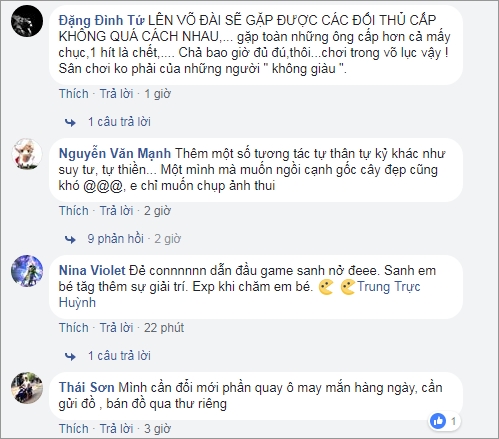 Đặng Đình Tứ LÊN VÕ ĐÀI SẼ GẶP ĐƯỢC CÁC ĐỐI THỦ CẤP
KHÔNG QUÁ CÁCH NHAU,... gặp toàn những ông cấp hơn cả mấy
chục,1 hít là chết,.... Chả bao giờ đủ đú,thôi...chơi trong võ lục vậy !
Sân chơi ko phải của những người " không giàu ".
Thích · Trả lời · 1 giờ
1 câu trả lời
Nguyễn Văn Mạnh Thêm một số tương tác tự thân tự kỷ khác như
suy tư, tự thiền... Một mình mà muốn ngồi cạnh gốc cây đẹp cũng
khó @@@, e chỉ muốn chụp ảnh thui
Thích · Trả lời · 2 giờ
9 phản hồi · 2 giờ
Nina Violet Đẻ connnnnn dẫn đầu game sanh nở đeee. Sanh em
bé tăg thêm sự giải trí. Exp khi chăm em bé. Trung Trực
Huỳnh
Thích · Trả lời · 22 phút
1 câu trả lời
Thái Sơn Mình cần đổi mới phần quay ô may mắn hàng ngày, cần
gửi đồ , bán đồ qua thư riêng
1
Thích · Trả lời · 3 giờ